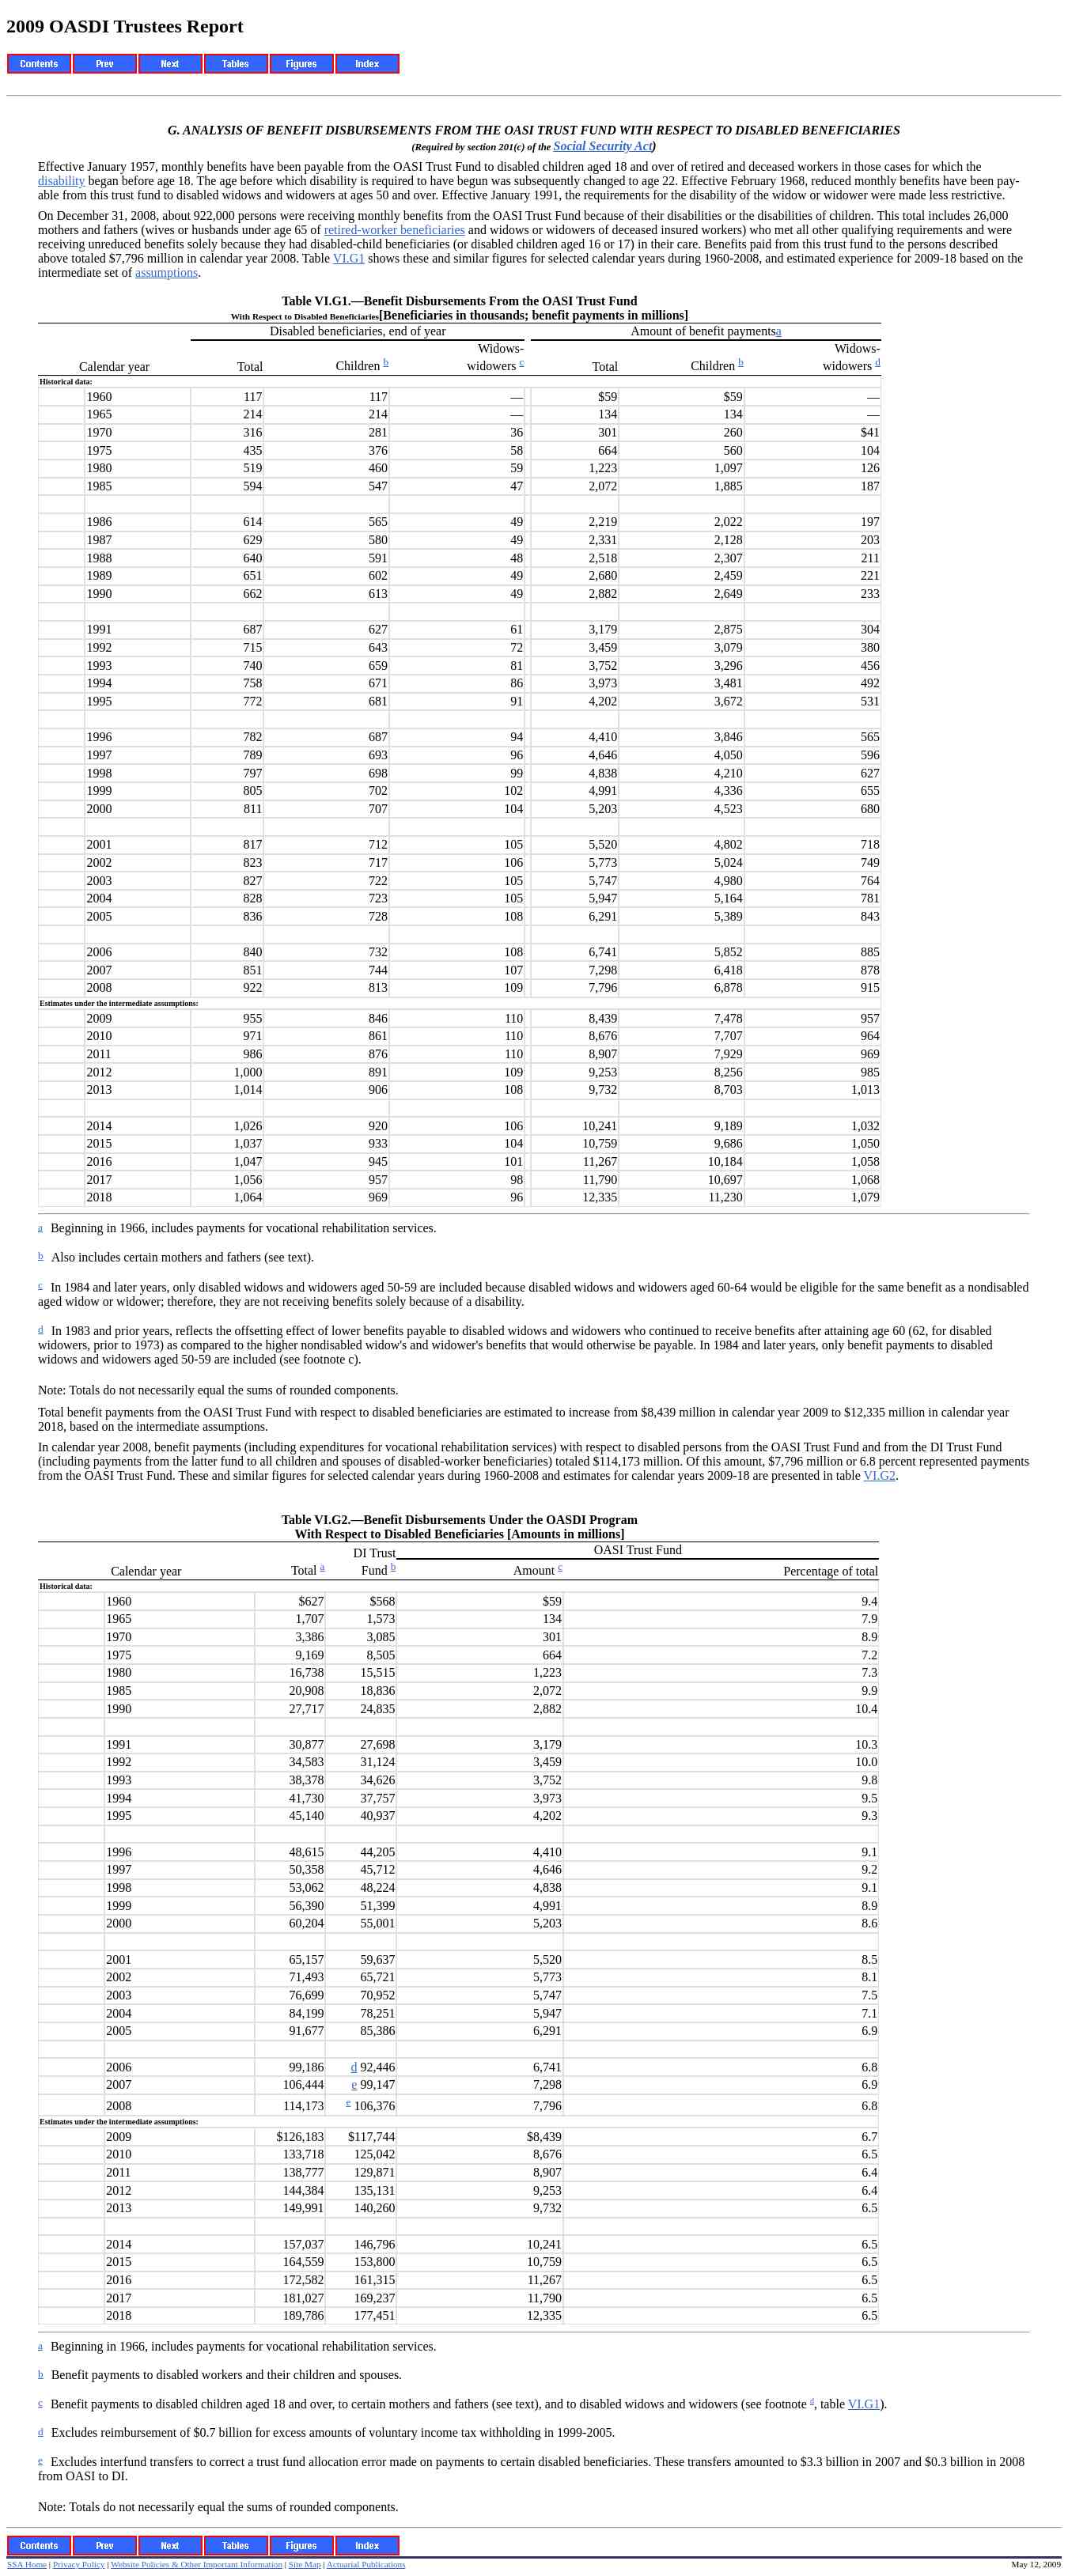 2009 OASDI Trustees Report
Contents Prev Next Tables Figures Index
G. ANALYSIS OF BENEFIT DISBURSEMENTS FROM THE OASI TRUST FUND WITH RESPECT TO DISABLED BENEFICIARIES
(Required by section 201(c) of the Social Security Act)
Effective January 1957, monthly benefits have been payable from the OASI Trust Fund to disabled children aged 18 and over of retired and deceased workers in those cases for which the
disability began before age 18. The age before which disability is required to have begun was subsequently changed to age 22. Effective February 1968, reduced monthly benefits have been pay-
able from this trust fund to disabled widows and widowers at ages 50 and over. Effective January 1991, the requirements for the disability of the widow or widower were made less restrictive.
On December 31, 2008, about 922,000 persons were receiving monthly benefits from the OASI Trust Fund because of their disabilities or the disabilities of children. This total includes 26,000
mothers and fathers (wives or husbands under age 65 of retired-worker beneficiaries and widows or widowers of deceased insured workers) who met all other qualifying requirements and were
receiving unreduced benefits solely because they had disabled-child beneficiaries (or disabled children aged 16 or 17) in their care. Benefits paid from this trust fund to the persons described
above totaled $7,796 million in calendar year 2008. Table VI.G1 shows these and similar figures for selected calendar years during 1960-2008, and estimated experience for 2009-18 based on the
intermediate set of assumptions.
Table VI.G1.—Benefit Disbursements From the OASI Trust Fund
With Respect to Disabled Beneficiaries[Beneficiaries in thousands; benefit payments in millions]
Disabled beneficiaries, end of year Amount of benefit paymentsa
Calendar year Total Children b Widows-widowers c Total Children b Widows-widowers d
Historical data:
1960 117 117 — $59 $59 —
1965 214 214 — 134 134 —
1970 316 281 36 301 260 $41
1975 435 376 58 664 560 104
1980 519 460 59 1,223 1,097 126
1985 594 547 47 2,072 1,885 187
1986 614 565 49 2,219 2,022 197
1987 629 580 49 2,331 2,128 203
1988 640 591 48 2,518 2,307 211
1989 651 602 49 2,680 2,459 221
1990 662 613 49 2,882 2,649 233
1991 687 627 61 3,179 2,875 304
1992 715 643 72 3,459 3,079 380
1993 740 659 81 3,752 3,296 456
1994 758 671 86 3,973 3,481 492
1995 772 681 91 4,202 3,672 531
1996 782 687 94 4,410 3,846 565
1997 789 693 96 4,646 4,050 596
1998 797 698 99 4,838 4,210 627
1999 805 702 102 4,991 4,336 655
2000 811 707 104 5,203 4,523 680
2001 817 712 105 5,520 4,802 718
2002 823 717 106 5,773 5,024 749
2003 827 722 105 5,747 4,980 764
2004 828 723 105 5,947 5,164 781
2005 836 728 108 6,291 5,389 843
2006 840 732 108 6,741 5,852 885
2007 851 744 107 7,298 6,418 878
2008 922 813 109 7,796 6,878 915
Estimates under the intermediate assumptions:
2009 955 846 110 8,439 7,478 957
2010 971 861 110 8,676 7,707 964
2011 986 876 110 8,907 7,929 969
2012 1,000 891 109 9,253 8,256 985
2013 1,014 906 108 9,732 8,703 1,013
2014 1,026 920 106 10,241 9,189 1,032
2015 1,037 933 104 10,759 9,686 1,050
2016 1,047 945 101 11,267 10,184 1,058
2017 1,056 957 98 11,790 10,697 1,068
2018 1,064 969 96 12,335 11,230 1,079
a Beginning in 1966, includes payments for vocational rehabilitation services.
b Also includes certain mothers and fathers (see text).
c In 1984 and later years, only disabled widows and widowers aged 50-59 are included because disabled widows and widowers aged 60-64 would be eligible for the same benefit as a nondisabled
aged widow or widower; therefore, they are not receiving benefits solely because of a disability.
d In 1983 and prior years, reflects the offsetting effect of lower benefits payable to disabled widows and widowers who continued to receive benefits after attaining age 60 (62, for disabled
widowers, prior to 1973) as compared to the higher nondisabled widow's and widower's benefits that would otherwise be payable. In 1984 and later years, only benefit payments to disabled
widows and widowers aged 50-59 are included (see footnote c).
Note: Totals do not necessarily equal the sums of rounded components.
Total benefit payments from the OASI Trust Fund with respect to disabled beneficiaries are estimated to increase from $8,439 million in calendar year 2009 to $12,335 million in calendar year
2018, based on the intermediate assumptions.
In calendar year 2008, benefit payments (including expenditures for vocational rehabilitation services) with respect to disabled persons from the OASI Trust Fund and from the DI Trust Fund
(including payments from the latter fund to all children and spouses of disabled-worker beneficiaries) totaled $114,173 million. Of this amount, $7,796 million or 6.8 percent represented payments
from the OASI Trust Fund. These and similar figures for selected calendar years during 1960-2008 and estimates for calendar years 2009-18 are presented in table VI.G2.
Table VI.G2.—Benefit Disbursements Under the OASDI Program
With Respect to Disabled Beneficiaries [Amounts in millions]
OASI Trust Fund
Calendar year Total a DI Trust Fund b Amount c Percentage of total
Historical data:
1960 $627 $568 $59 9.4
1965 1,707 1,573 134 7.9
1970 3,386 3,085 301 8.9
1975 9,169 8,505 664 7.2
1980 16,738 15,515 1,223 7.3
1985 20,908 18,836 2,072 9.9
1990 27,717 24,835 2,882 10.4
1991 30,877 27,698 3,179 10.3
1992 34,583 31,124 3,459 10.0
1993 38,378 34,626 3,752 9.8
1994 41,730 37,757 3,973 9.5
1995 45,140 40,937 4,202 9.3
1996 48,615 44,205 4,410 9.1
1997 50,358 45,712 4,646 9.2
1998 53,062 48,224 4,838 9.1
1999 56,390 51,399 4,991 8.9
2000 60,204 55,001 5,203 8.6
2001 65,157 59,637 5,520 8.5
2002 71,493 65,721 5,773 8.1
2003 76,699 70,952 5,747 7.5
2004 84,199 78,251 5,947 7.1
2005 91,677 85,386 6,291 6.9
2006 99,186 d 92,446 6,741 6.8
2007 106,444 e 99,147 7,298 6.9
2008 114,173 e 106,376 7,796 6.8
Estimates under the intermediate assumptions:
2009 $126,183 $117,744 $8,439 6.7
2010 133,718 125,042 8,676 6.5
2011 138,777 129,871 8,907 6.4
2012 144,384 135,131 9,253 6.4
2013 149,991 140,260 9,732 6.5
2014 157,037 146,796 10,241 6.5
2015 164,559 153,800 10,759 6.5
2016 172,582 161,315 11,267 6.5
2017 181,027 169,237 11,790 6.5
2018 189,786 177,451 12,335 6.5
a Beginning in 1966, includes payments for vocational rehabilitation services.
b Benefit payments to disabled workers and their children and spouses.
c Benefit payments to disabled children aged 18 and over, to certain mothers and fathers (see text), and to disabled widows and widowers (see footnote d, table VI.G1).
d Excludes reimbursement of $0.7 billion for excess amounts of voluntary income tax withholding in 1999-2005.
e Excludes interfund transfers to correct a trust fund allocation error made on payments to certain disabled beneficiaries. These transfers amounted to $3.3 billion in 2007 and $0.3 billion in 2008
from OASI to DI.
Note: Totals do not necessarily equal the sums of rounded components.
Contents Prev Next Tables Figures Index
SSA Home | Privacy Policy | Website Policies & Other Important Information | Site Map | Actuarial Publications May 12, 2009